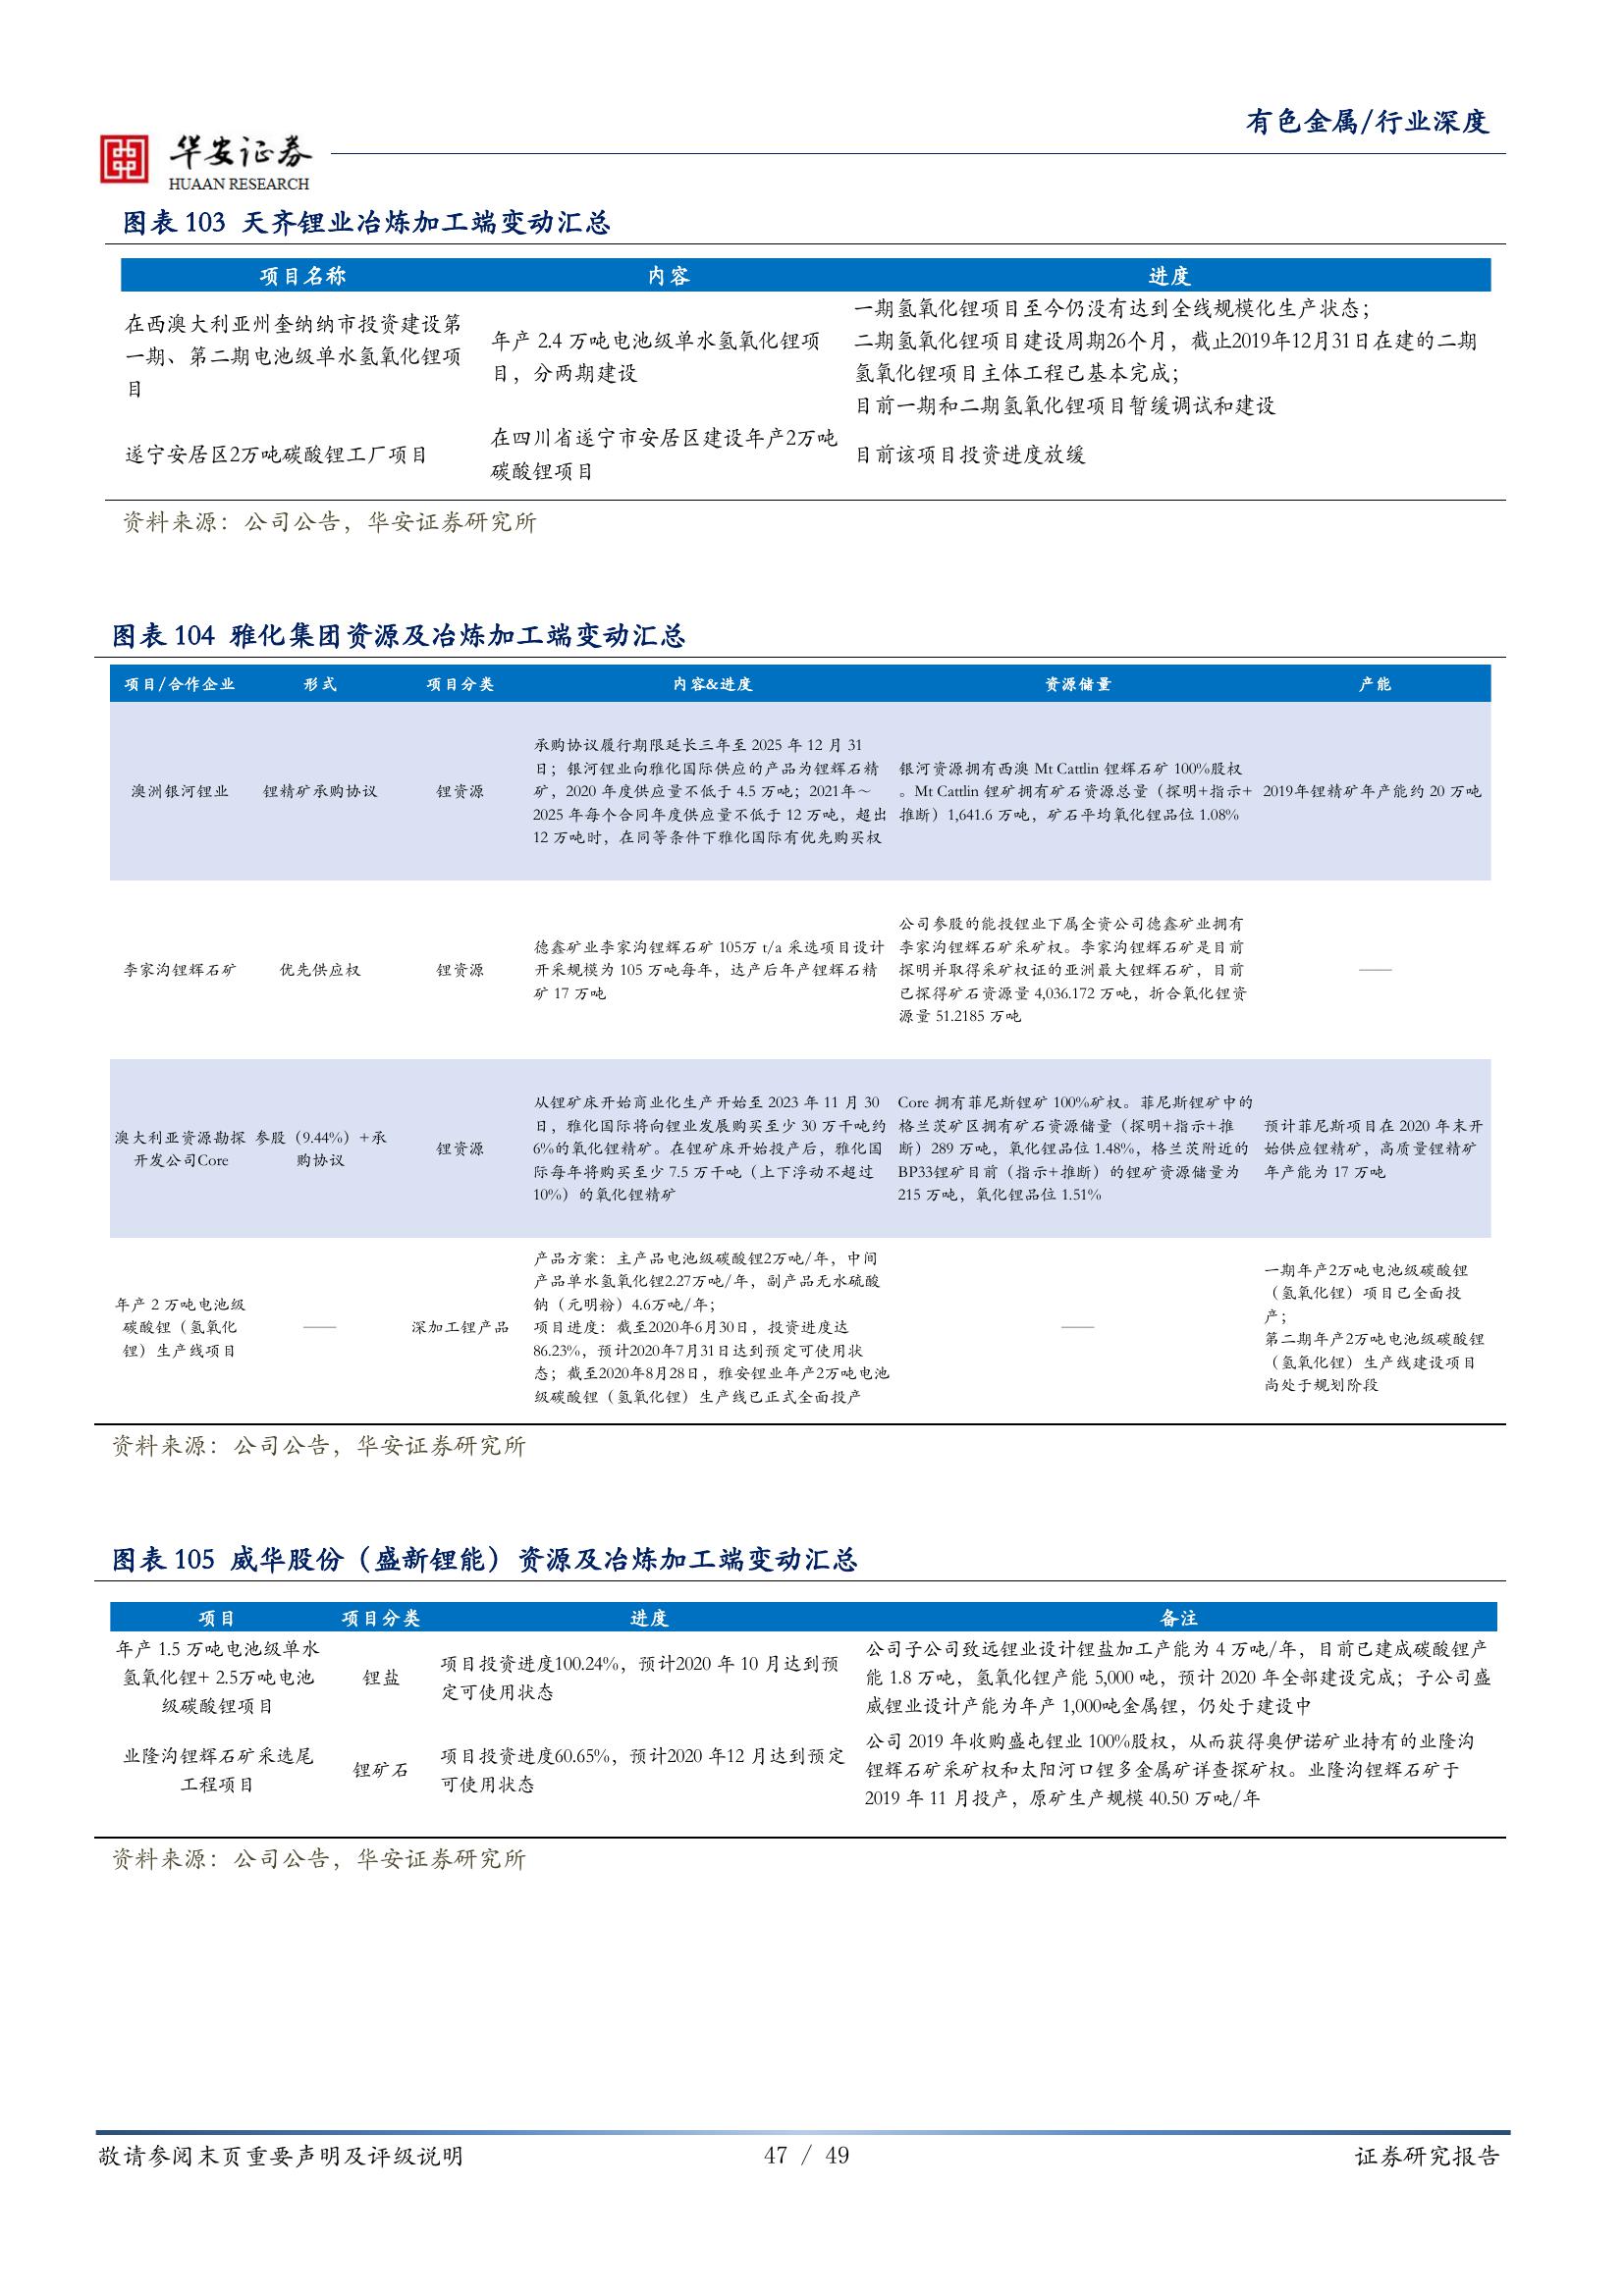 有色金属/行业深度
华安证券
HUAAN RESEARCH
图表 103 天齐锂业冶炼加工端变动汇总
项目名称 内容 进度
在西澳大利亚州奎纳纳市投资建设第
一期、第二期电池级单水氢氧化锂项
目
年产 2.4 万吨电池级单水氢氧化锂项
目，分两期建设
一期氢氧化锂项目至今仍没有达到全线规模化生产状态；
二期氢氧化锂项目建设周期26个月，截止2019年12月31日在建的二期
氢氧化锂项目主体工程已基本完成；
目前一期和二期氢氧化锂项目暂缓调试和建设
遂宁安居区2万吨碳酸锂工厂项目
在四川省遂宁市安居区建设年产2万吨
碳酸锂项目
目前该项目投资进度放缓
资料来源：公司公告，华安证券研究所
图表 104 雅化集团资源及冶炼加工端变动汇总
项目/合作企业 形式 项目分类 内容&进度 资源储量 产能
澳洲银河锂业
锂精矿承购协议
锂资源
承购协议履行期限延长三年至 2025 年 12 月 31
日；银河锂业向雅化国际供应的产品为锂辉石精
矿，2020 年度供应量不低于 4.5 万吨；2021年～
2025 年每个合同年度供应量不低于 12 万吨，超出
12 万吨时，在同等条件下雅化国际有优先购买权
银河资源拥有西澳 Mt Cattlin 锂辉石矿 100%股权
。Mt Cattlin 锂矿拥有矿石资源总量（探明+指示+
推断）1,641.6 万吨，矿石平均氧化锂品位 1.08%
2019年锂精矿年产能约 20 万吨
李家沟锂辉石矿
优先供应权
锂资源
德鑫矿业李家沟锂辉石矿 105万 t/a 采选项目设计
开采规模为 105 万吨每年，达产后年产锂辉石精
矿 17 万吨
公司参股的能投锂业下属全资公司德鑫矿业拥有
李家沟锂辉石矿采矿权。李家沟锂辉石矿是目前
探明并取得采矿权证的亚洲最大锂辉石矿，目前
已探得矿石资源量 4,036.172 万吨，折合氧化锂资
源量 51.2185 万吨
——
澳大利亚资源勘探
开发公司Core
参股（9.44%）+承
购协议
锂资源
从锂矿床开始商业化生产开始至 2023 年 11 月 30
日，雅化国际将向锂业发展购买至少 30 万干吨约
6%的氧化锂精矿。在锂矿床开始投产后，雅化国
际每年将购买至少 7.5 万干吨（上下浮动不超过
10%）的氧化锂精矿
Core 拥有菲尼斯锂矿 100%矿权。菲尼斯锂矿中的
格兰茨矿区拥有矿石资源储量（探明+指示+推
断）289 万吨，氧化锂品位 1.48%，格兰茨附近的
BP33锂矿目前（指示+推断）的锂矿资源储量为
215 万吨，氧化锂品位 1.51%
预计菲尼斯项目在 2020 年末开
始供应锂精矿，高质量锂精矿
年产能为 17 万吨
年产 2 万吨电池级
碳酸锂（氢氧化
锂）生产线项目
——
深加工锂产品
产品方案：主产品电池级碳酸锂2万吨/年，中间
产品单水氢氧化锂2.27万吨/年，副产品无水硫酸
钠（元明粉）4.6万吨/年；
项目进度：截至2020年6月30日，投资进度达
86.23%，预计2020年7月31日达到预定可使用状
态；截至2020年8月28日，雅安锂业年产2万吨电池
级碳酸锂（氢氧化锂）生产线已正式全面投产
——
一期年产2万吨电池级碳酸锂
（氢氧化锂）项目已全面投
产；
第二期年产2万吨电池级碳酸锂
（氢氧化锂）生产线建设项目
尚处于规划阶段
资料来源：公司公告，华安证券研究所
图表 105 威华股份（盛新锂能）资源及冶炼加工端变动汇总
项目 项目分类 进度 备注
年产 1.5 万吨电池级单水
氢氧化锂+ 2.5万吨电池
级碳酸锂项目
锂盐
项目投资进度100.24%，预计2020 年 10 月达到预
定可使用状态
公司子公司致远锂业设计锂盐加工产能为 4 万吨/年，目前已建成碳酸锂产
能 1.8 万吨，氢氧化锂产能 5,000 吨，预计 2020 年全部建设完成；子公司盛
威锂业设计产能为年产 1,000吨金属锂，仍处于建设中
业隆沟锂辉石矿采选尾
工程项目
锂矿石
项目投资进度60.65%，预计2020 年12 月达到预定
可使用状态
公司 2019 年收购盛屯锂业 100%股权，从而获得奥伊诺矿业持有的业隆沟
锂辉石矿采矿权和太阳河口锂多金属矿详查探矿权。业隆沟锂辉石矿于
2019 年 11 月投产，原矿生产规模 40.50 万吨/年
资料来源：公司公告，华安证券研究所
敬请参阅末页重要声明及评级说明 47 / 49 证券研究报告